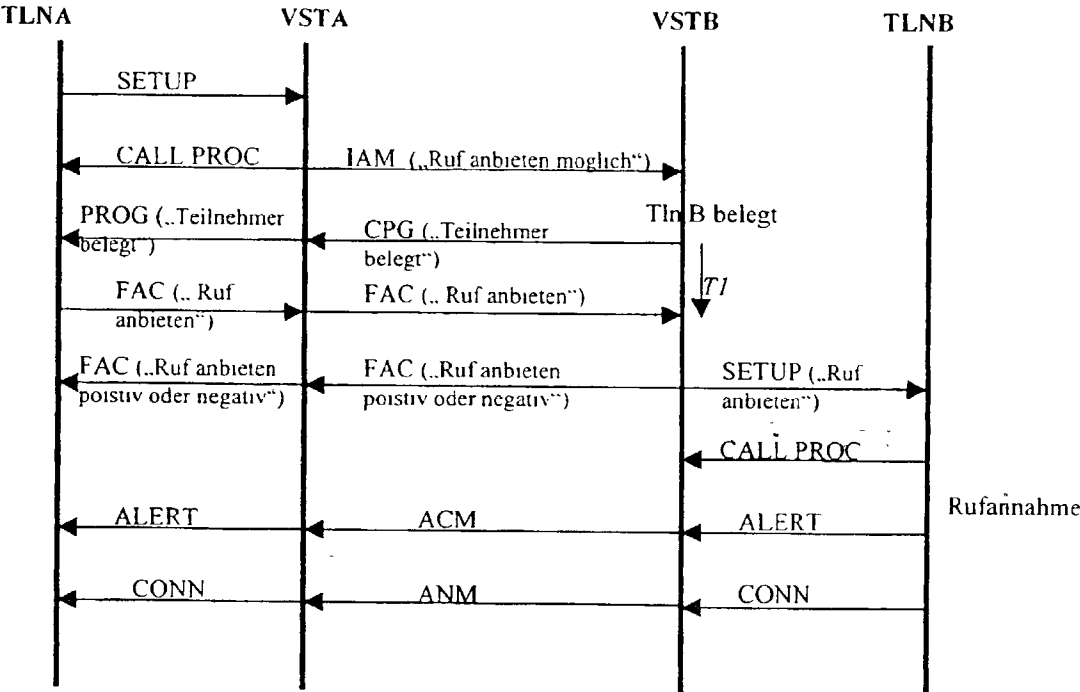 TLNA VSTA VSTB TLNB
SETUP
CALL PROC IAM („Ruf anbieten moglich“)
Tln B belegt
PROG („Teilnehmer
belegt“)
CPG („Teilnehmer
belegt“)
T1
FAC („ Ruf
anbieten“)
FAC („ Ruf anbieten“)
FAC („Ruf anbieten
poistiv oder negativ“)
FAC („Ruf anbieten
poistiv oder negativ“)
SETUP („Ruf
anbieten“)
CALL PROC
Rufannahme
ALERT ACM ALERT
CONN ANM CONN